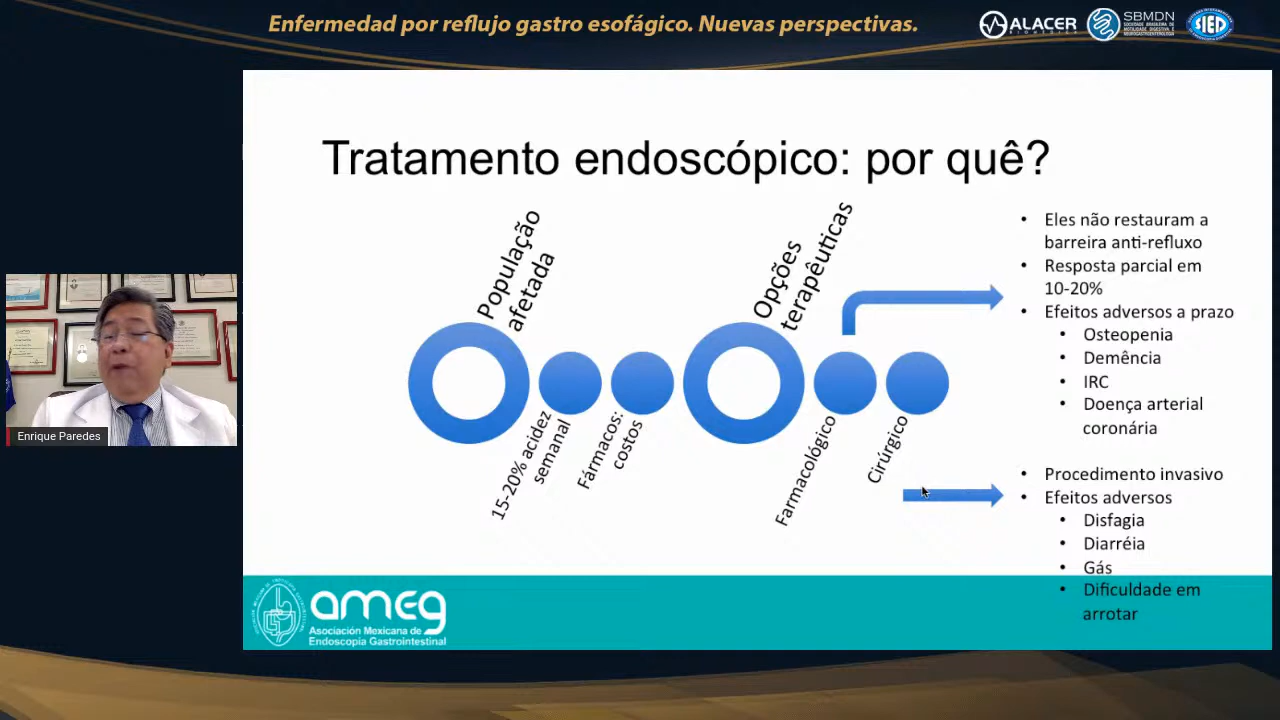 Enfermedad por reflujo gastro esofágico. Nuevas perspectivas.
ALACER
SBMDN
SIED
Tratamento endoscópico: por quê?
População
afetada
15-20% acidez
semanal
Fármacos:
costos
Opções
terapêuticas
Farmacológico
Cirúrgico
• Eles não restauram a
barreira anti-refluxo
• Resposta parcial em
10-20%
• Efeitos adversos a prazo
• Osteopenia
• Demência
• IRC
• Doença arterial
coronária
• Procedimento invasivo
• Efeitos adversos
• Disfagia
• Diarréia
• Gás
• Dificuldade em
arrotar
Enrique Paredes
ameg
Asociación Mexicana de
Endoscopia Gastrointestinal